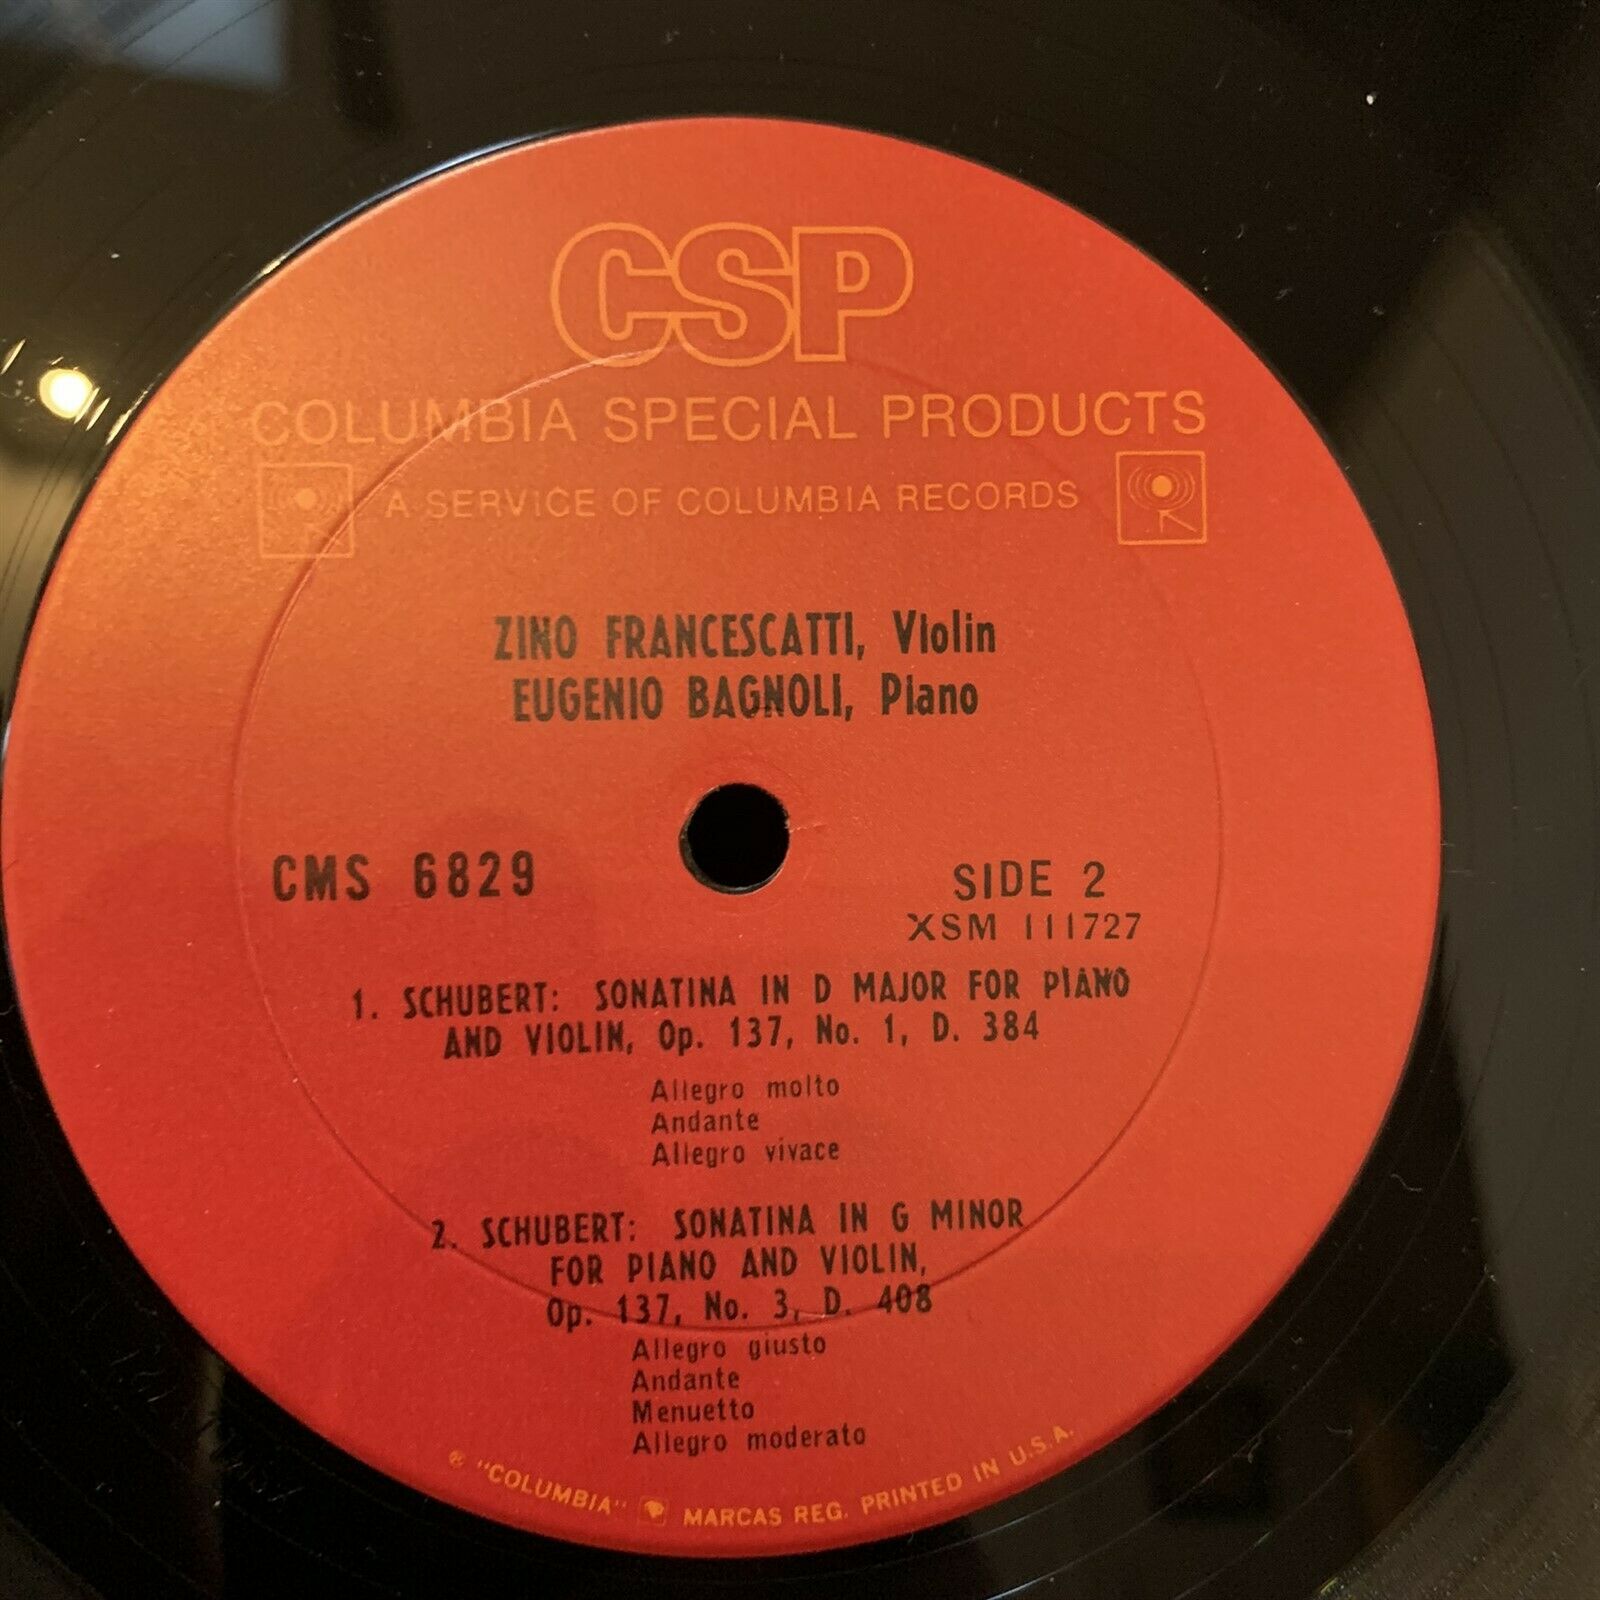 CSP
COLUMBIA SPECIAL PRODUCTS
A SERVICE OF COLUMBIA RECORDS
ZINO FRANCESCATTI, Violin
EUGENIO BAGNOLI, Piano
CMS 6829
SIDE 2
XSM 111727
1. SCHUBERT: SONATINA IN D MAJOR FOR PIANO
AND VIOLIN, Op. 137, No. 1, D. 384
Allegro molto
Andante
Allegro vivace
2. SCHUBERT: SONATINA IN G MINOR
FOR PIANO AND VIOLIN,
Op. 137, No. 3, D. 408
Allegro giusto
Andante
Menuetto
Allegro moderato
® "COLUMBIA" MARCAS REG. PRINTED IN U.S.A.